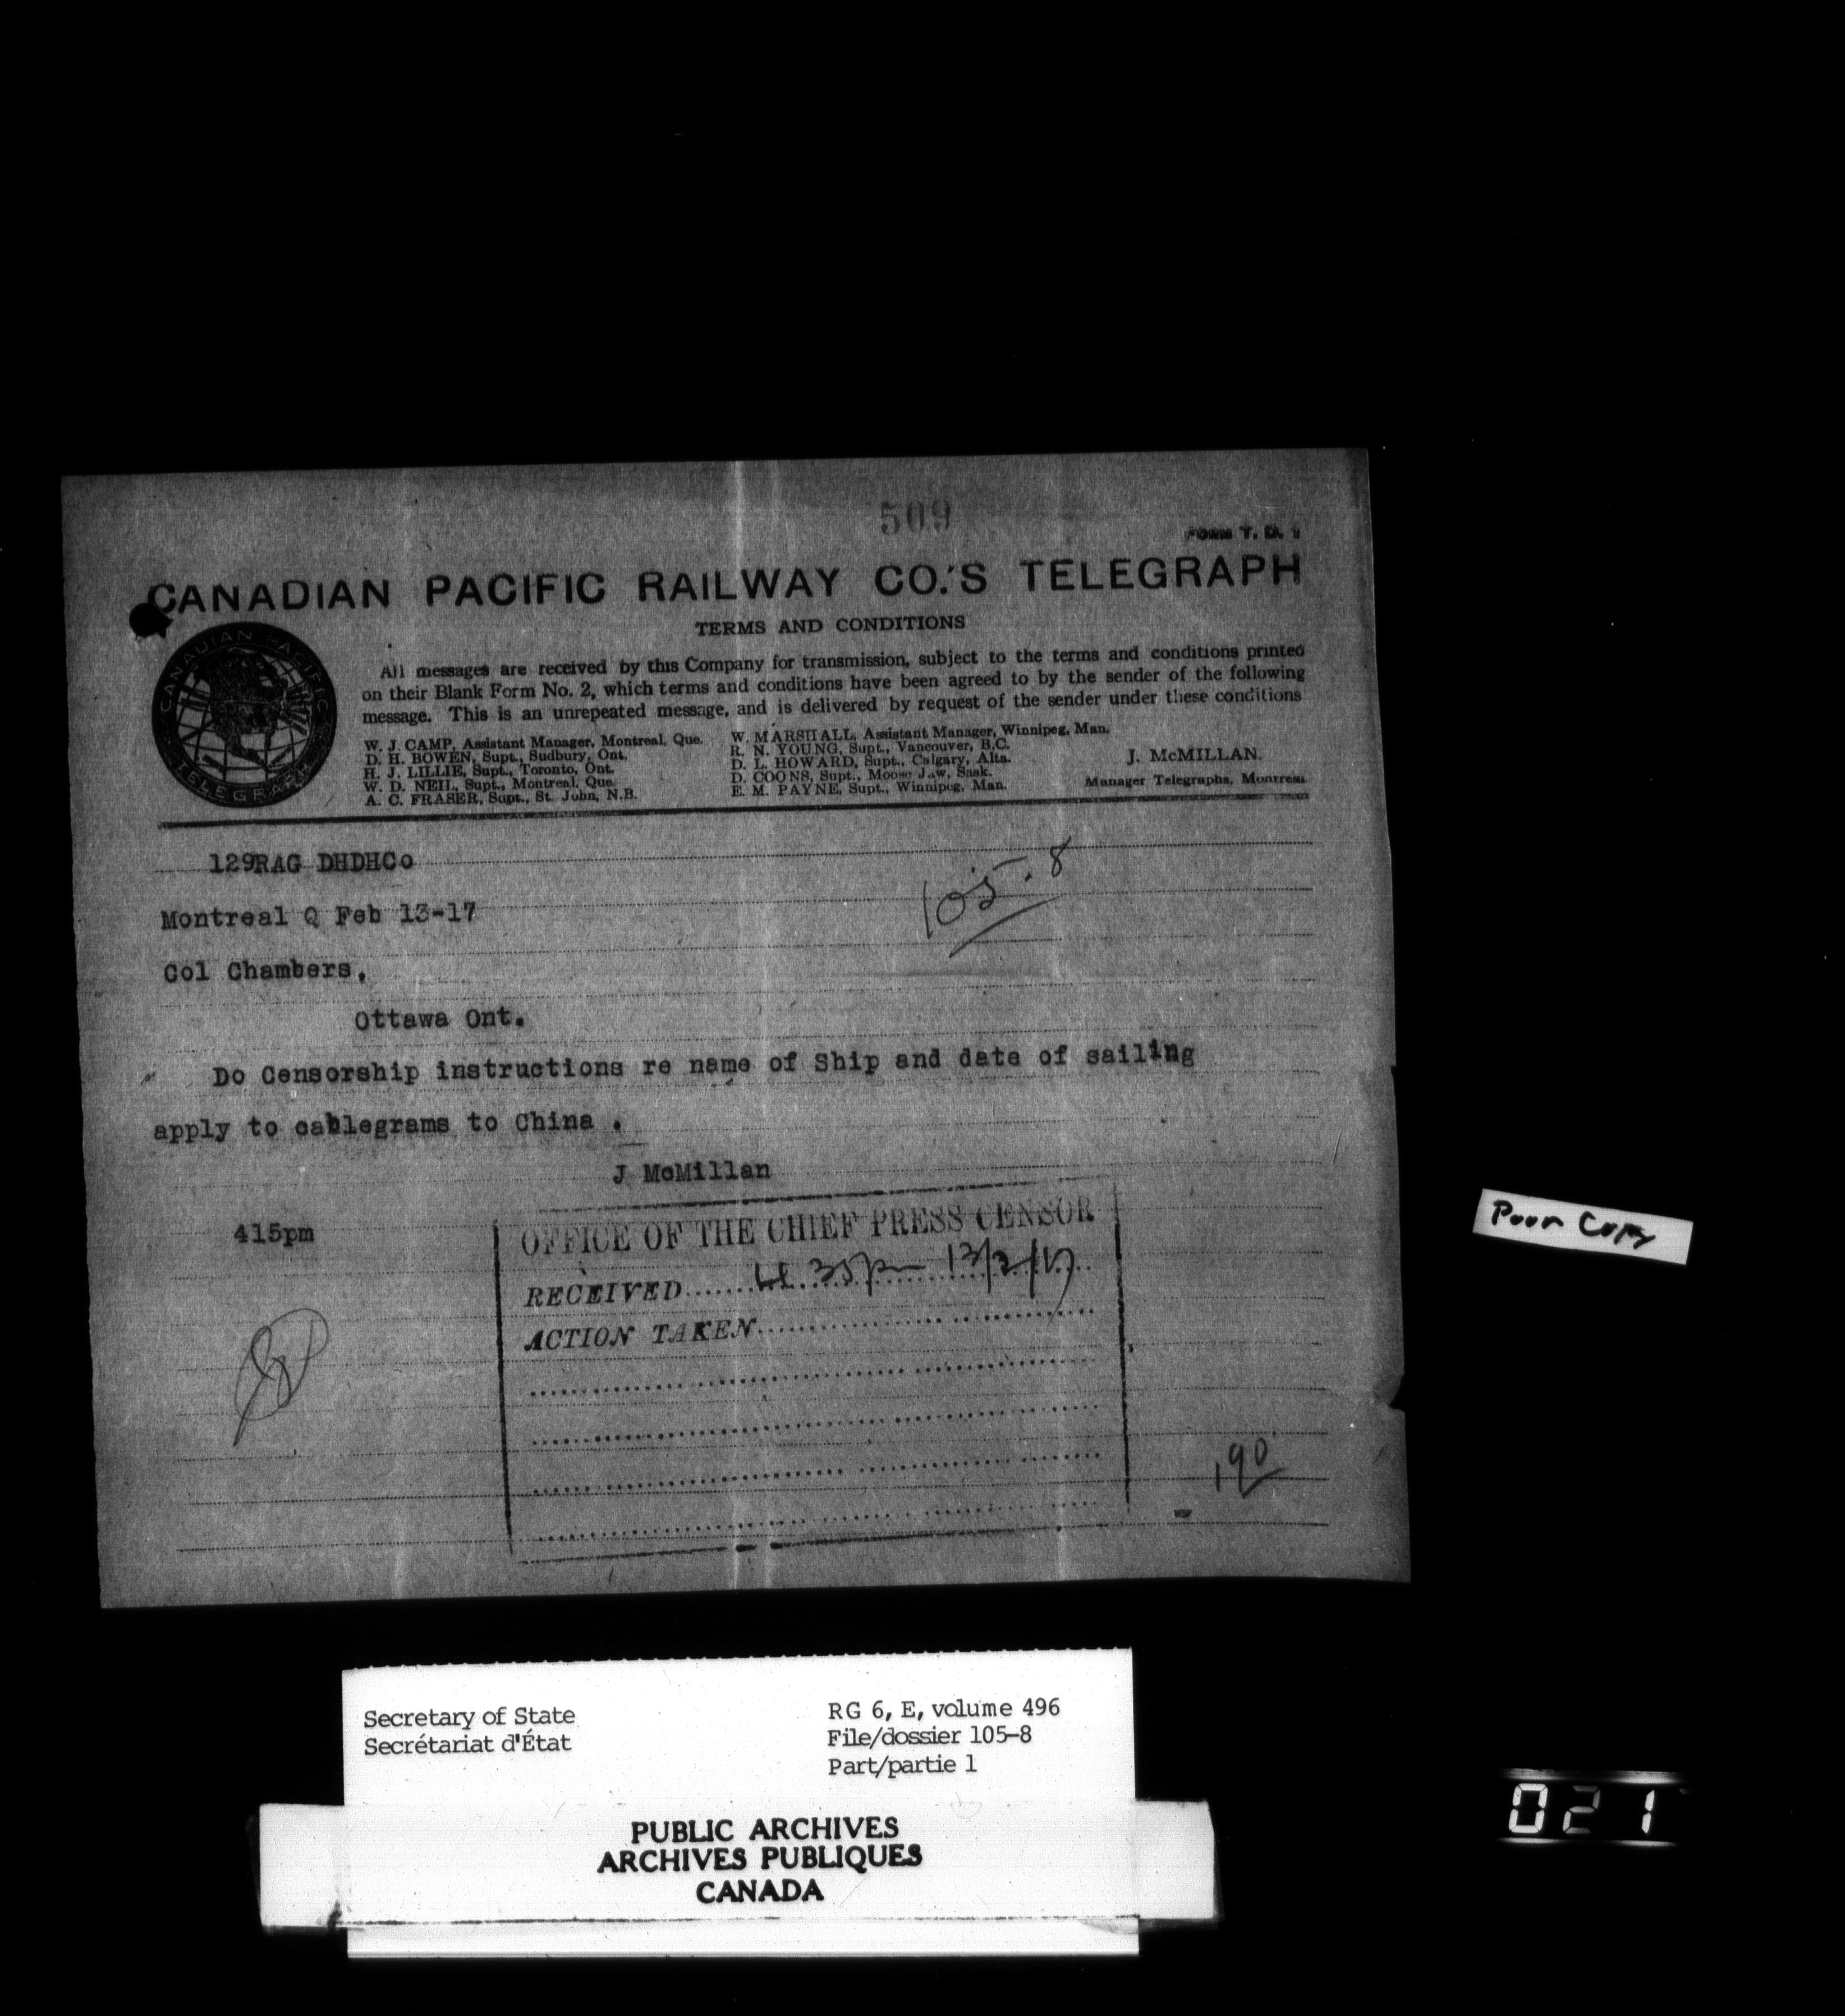 509
FORM T. D. 1
CANADIAN PACIFIC RAILWAY CO.'S TELEGRAPH
TERMS AND CONDITIONS
CANADIAN PACIFIC
TELEGRAPH
All messages are received by this Company for transmission, subject to the terms and conditions printed
on their Blank Form No. 2, which terms and conditions have been agreed to by the sender of the following
message. This is an unrepeated message, and is delivered by request of the sender under these conditions
W. J. CAMP, Assistant Manager, Montreal, Que.
D. H. BOWEN, Supt., Sudbury, Ont.
H. J. LILLIE, Supt., Toronto, Ont.
W. D. NEIL, Supt., Montreal, Que.
A. C. FRASER, Supt., St. John, N.B.
W. MARSHALL, Assistant Manager, Winnipeg, Man.
R. N. YOUNG, Supt., Vancouver, B.C.
D. L. HOWARD, Supt., Calgary, Alta.
D. COONS, Supt., Moose Jaw, Sask.
E. M. PAYNE, Supt., Winnipeg, Man.
J. McMILLAN.
Manager Telegraphs, Montreal
129RAG DHDHCo
105-8
Montreal Q Feb 13-17
Col Chambers,
Ottawa Ont.
Do Censorship instructions re name of Ship and date of sailing
apply to cablegrams to China .
J McMillan
415pm
OFFICE OF THE CHIEF PRESS CENSOR
RECEIVED 4.35pm 13/2/17
ACTION TAKEN
190
Poor Copy
Secretary of State
Secrétariat d'État
RG 6, E, volume 496
File/dossier 105-8
Part/partie 1
PUBLIC ARCHIVES
ARCHIVES PUBLIQUES
CANADA
021